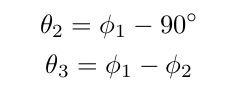 θ₂ = ϕ₁ − 90°
θ₃ = ϕ₁ − ϕ₂